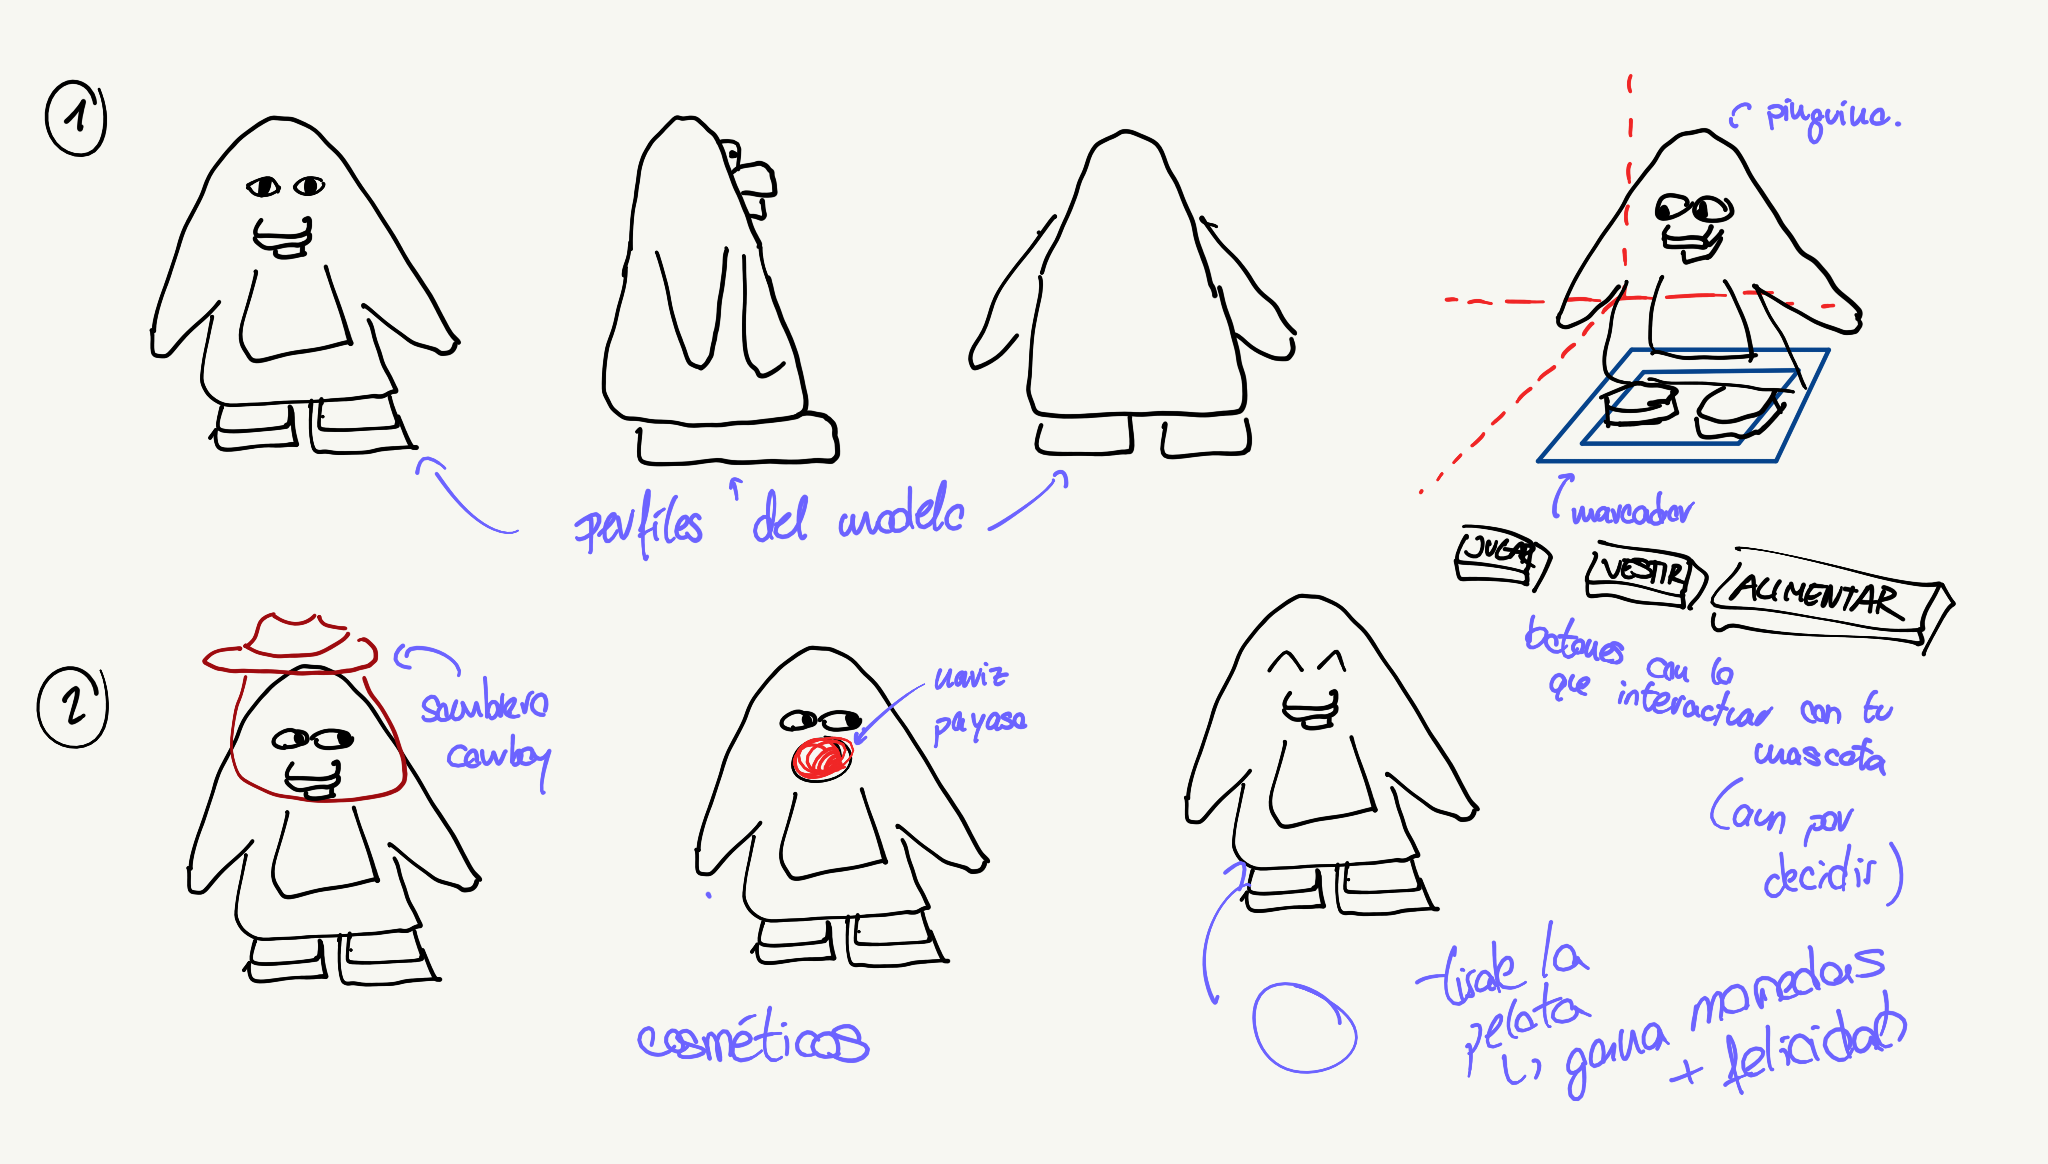 1
pinguino.
perfiles del modelo
marcador
JUGAR
VESTIR
ALIMENTAR
botones con lo
que interactuar con tu
mascota
(aun por
decidir)
2
sombrero
cowboy
nariz
payaso
cosméticos
tirale la
pelota
gana monedas
+ felicidad